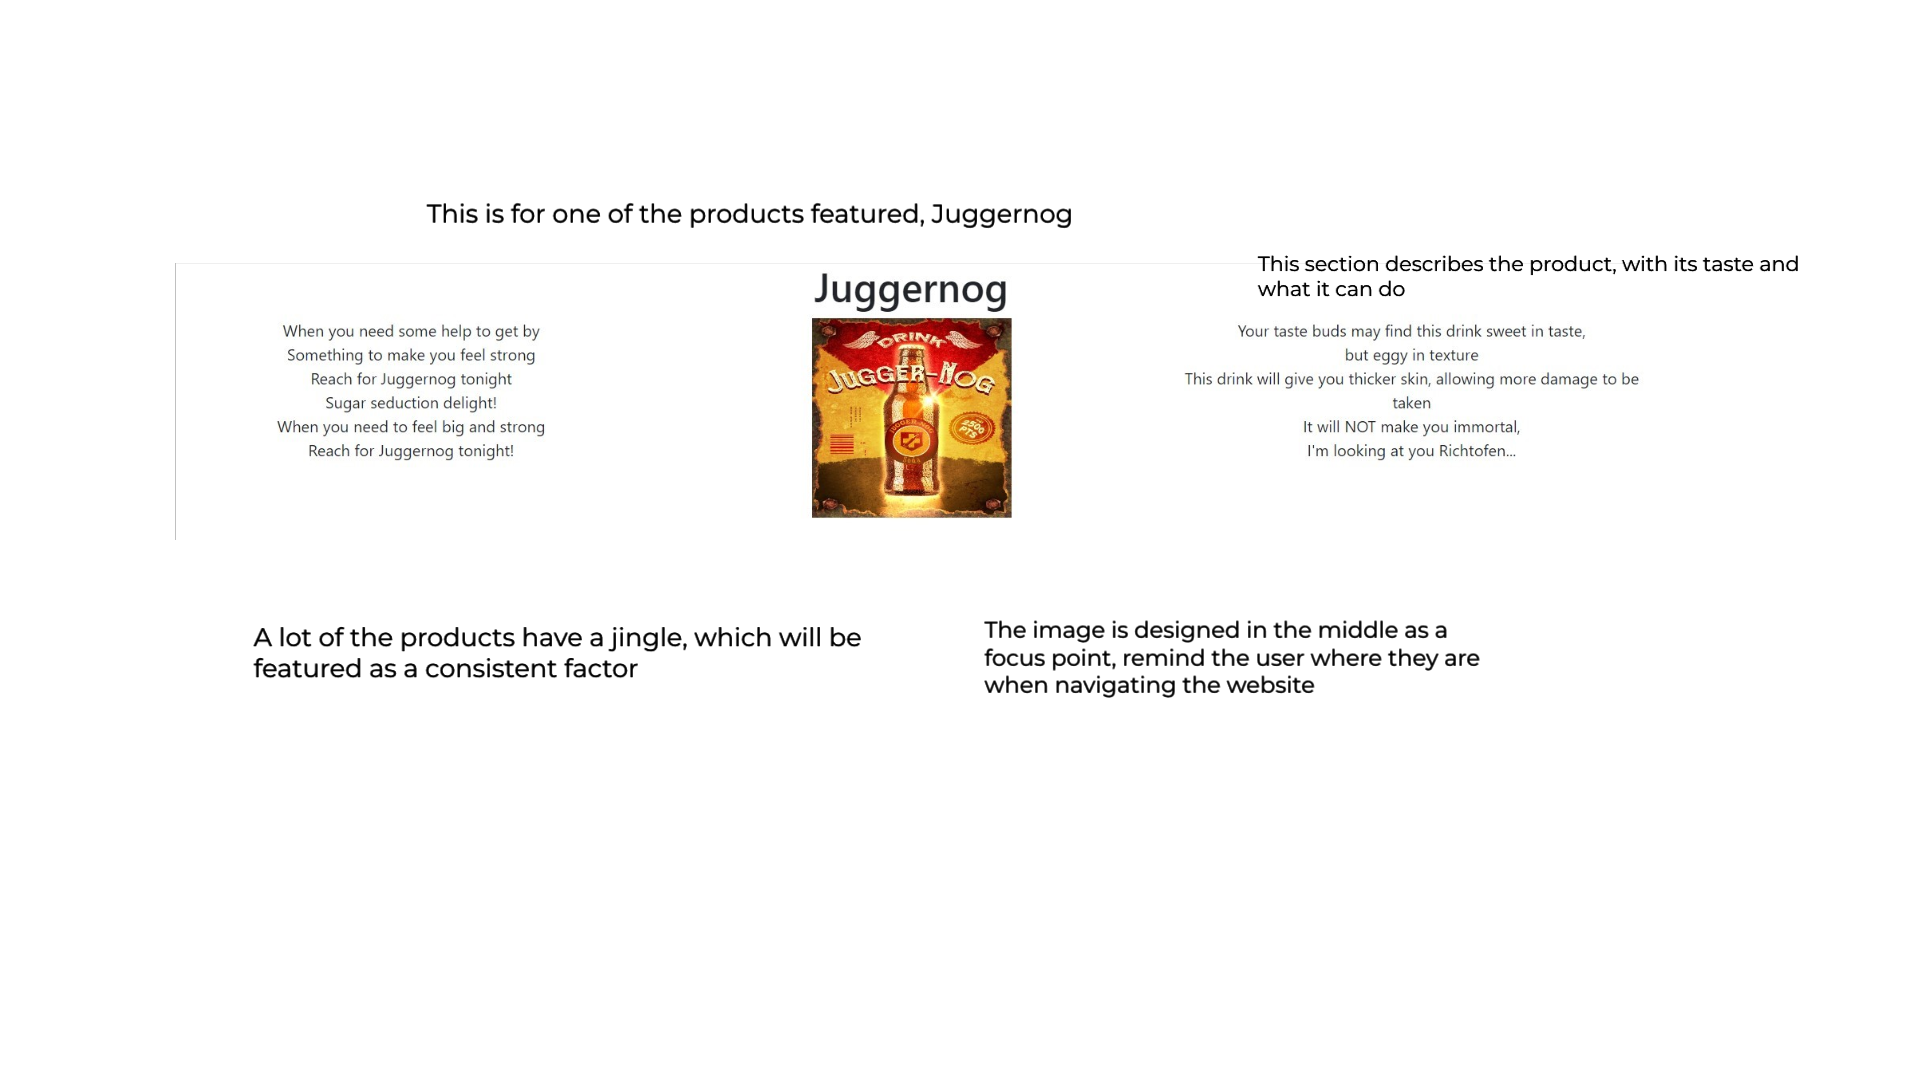 This is for one of the products featured, Juggernog
This section describes the product, with its taste and
what it can do
Juggernog
When you need some help to get by
Something to make you feel strong
Reach for Juggernog tonight
Sugar seduction delight!
When you need to feel big and strong
Reach for Juggernog tonight!
DRINK
JUGGER-NOG
2500
PTS
Your taste buds may find this drink sweet in taste,
but eggy in texture
This drink will give you thicker skin, allowing more damage to be
taken
It will NOT make you immortal,
I'm looking at you Richtofen...
A lot of the products have a jingle, which will be
featured as a consistent factor
The image is designed in the middle as a
focus point, remind the user where they are
when navigating the website